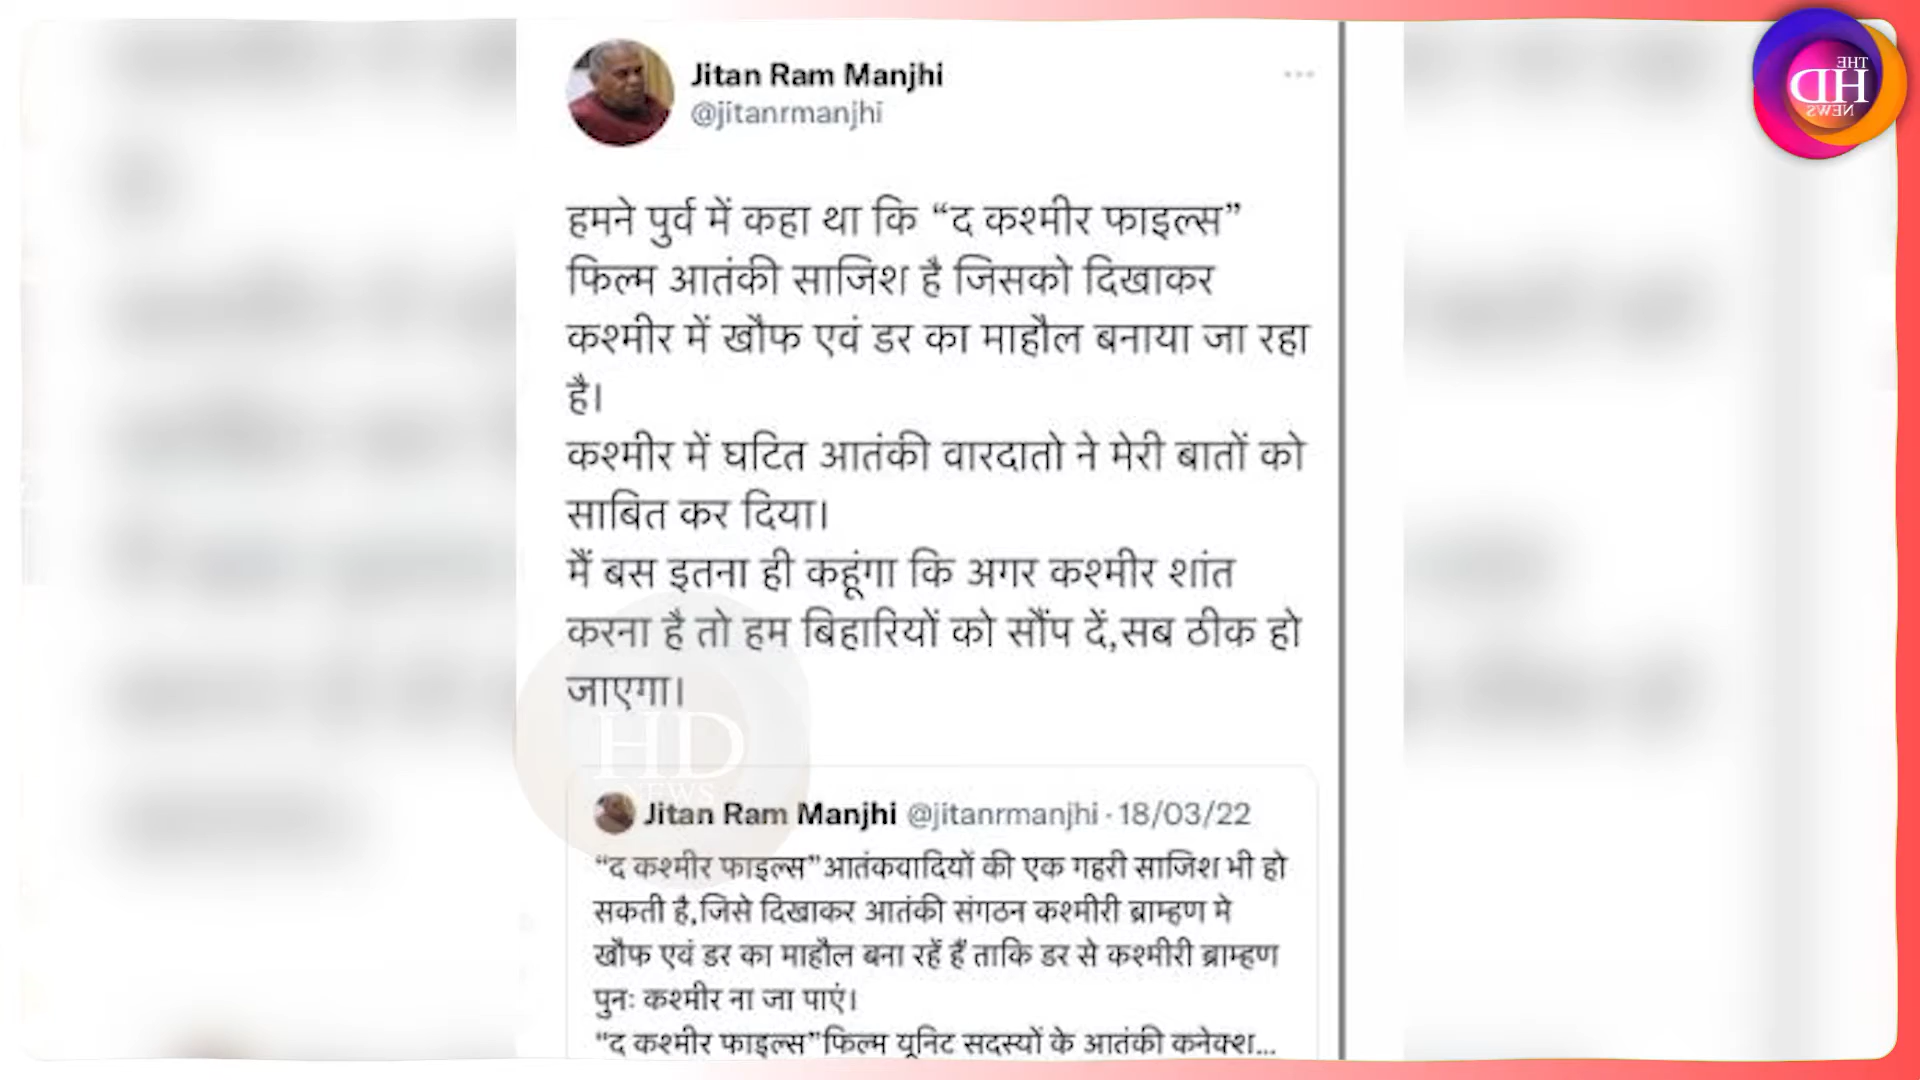 Jitan Ram Manjhi
@jitanrmanjhi
THE
HD
NEWS
हमने पुर्व में कहा था कि “द कश्मीर फाइल्स”
फिल्म आतंकी साजिश है जिसको दिखाकर
कश्मीर में खौफ एवं डर का माहौल बनाया जा रहा
है।
कश्मीर में घटित आतंकी वारदातो ने मेरी बातों को
साबित कर दिया।
मैं बस इतना ही कहूंगा कि अगर कश्मीर शांत
करना है तो हम बिहारियों को सौंप दें,सब ठीक हो
जाएगा।
HD
NEWS
Jitan Ram Manjhi @jitanrmanjhi · 18/03/22
“द कश्मीर फाइल्स”आतंकवादियों की एक गहरी साजिश भी हो
सकती है,जिसे दिखाकर आतंकी संगठन कश्मीरी ब्राम्हण मे
खौफ एवं डर का माहौल बना रहें हैं ताकि डर से कश्मीरी ब्राम्हण
पुनः कश्मीर ना जा पाएं।
“द कश्मीर फाइल्स”फिल्म यूनिट सदस्यों के आतंकी कनेक्श...